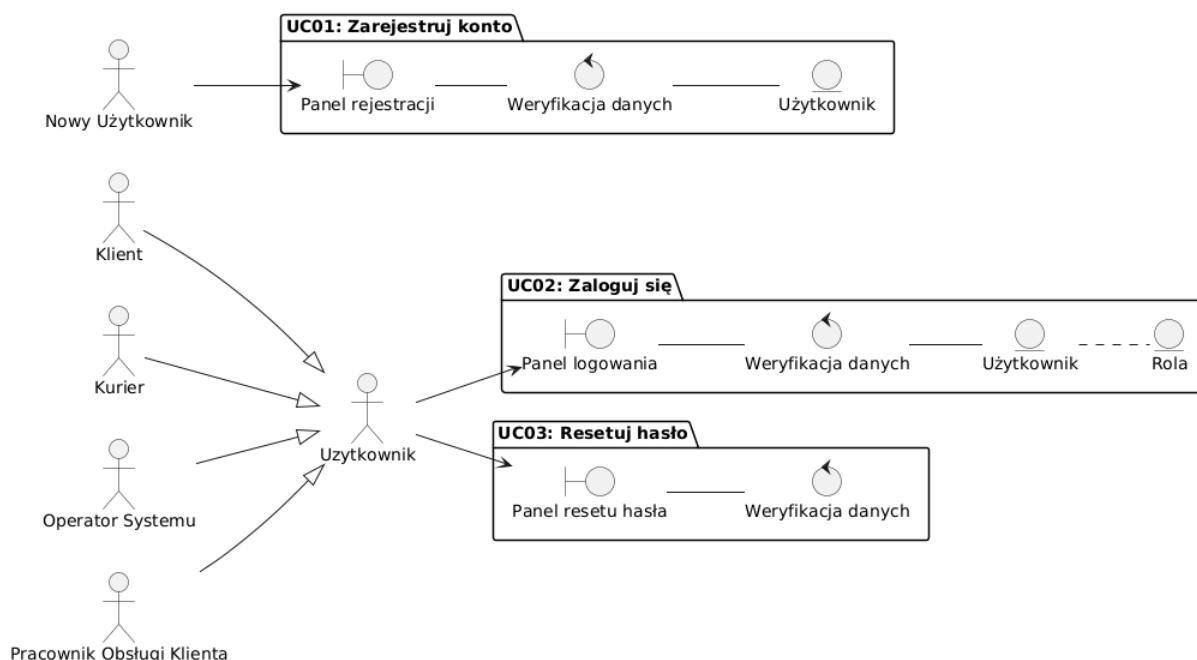 UC01: Zarejestruj konto
Nowy Użytkownik
Panel rejestracji
Weryfikacja danych
Użytkownik
Klient
Kurier
Operator Systemu
Pracownik Obsługi Klienta
Uzytkownik
UC02: Zaloguj się
Panel logowania
Weryfikacja danych
Użytkownik
Rola
UC03: Resetuj hasło
Panel resetu hasła
Weryfikacja danych